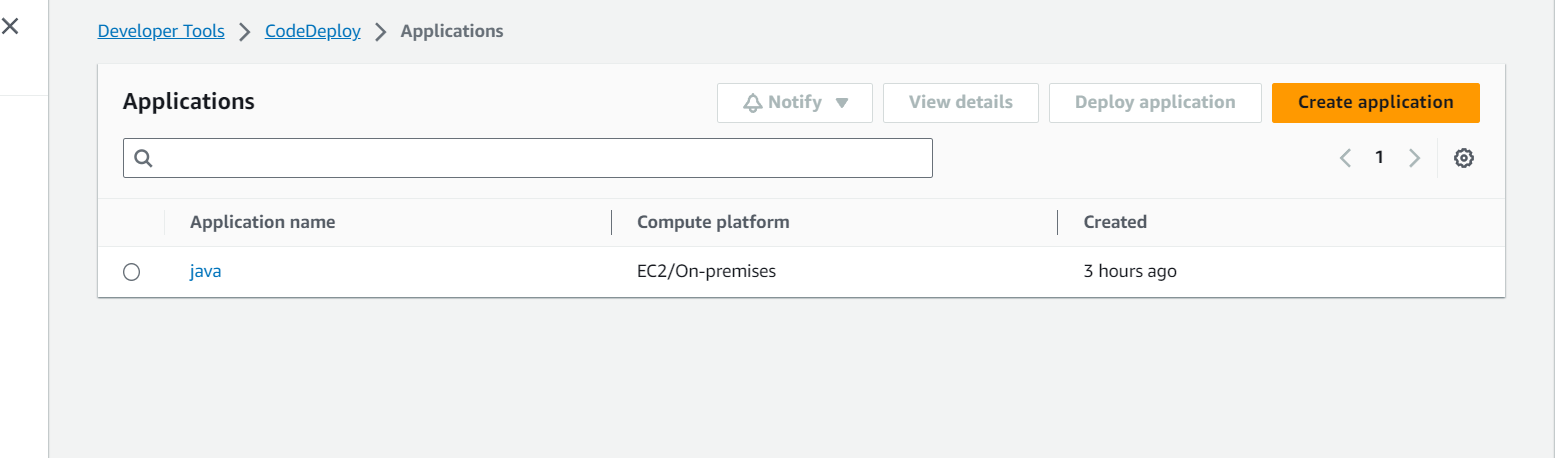 Developer Tools > CodeDeploy > Applications
Applications Notify View details Deploy application Create application
1
Application name Compute platform Created
java EC2/On-premises 3 hours ago